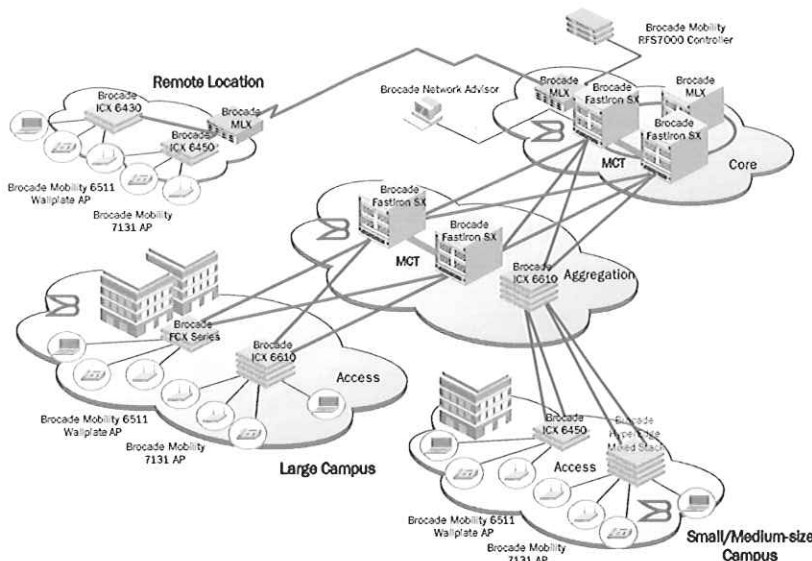 Brocade Mobility
RFS7000 Controller
Remote Location
Brocade
ICX 6430
Brocade
MLX
Brocade
ICX 6450
Brocade Mobility 6511
Wallplate AP
Brocade Mobility
7131 AP
Brocade Network Advisor
Brocade
MLX
Brocade
FastIron SX
Brocade
MLX
Brocade
FastIron SX
MCT
Core
Brocade
FastIron SX
Brocade
FastIron SX
MCT
Brocade
ICX 6610
Aggregation
Brocade
FCX Series
Brocade
ICX 6610
Access
Brocade Mobility 6511
Wallplate AP
Brocade Mobility
7131 AP
Large Campus
Brocade
ICX 6450
Brocade
HyperEdge
Mixed Stack
Access
Brocade Mobility 6511
Wallplate AP
Brocade Mobility
7131 AP
Small/Medium-size
Campus